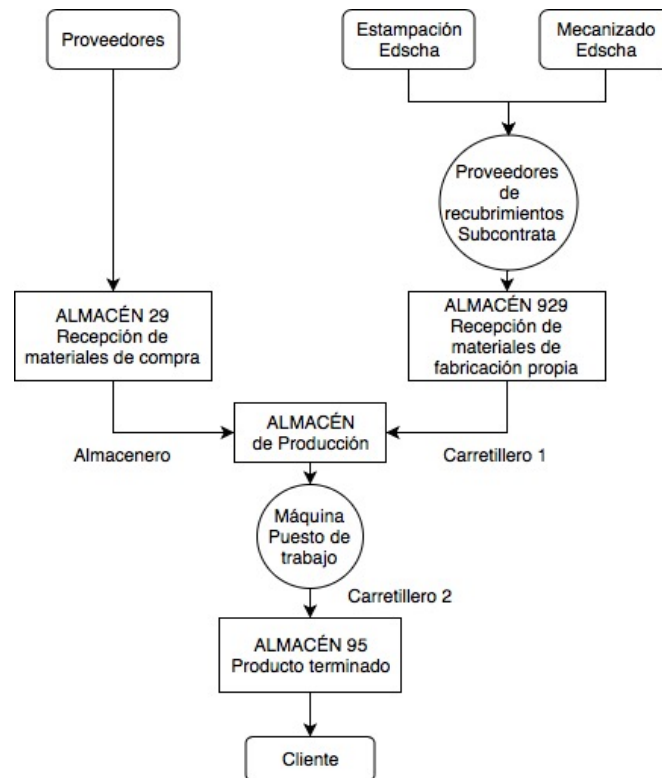 Proveedores
Estampación
Edscha
Mecanizado
Edscha
Proveedores
de
recubrimientos
Subcontrata
ALMACÉN 29
Recepción de
materiales de compra
ALMACÉN 929
Recepción de
materiales de
fabricación propia
ALMACÉN
de Producción
Almacenero
Carretillero 1
Máquina
Puesto de
trabajo
Carretillero 2
ALMACÉN 95
Producto terminado
Cliente